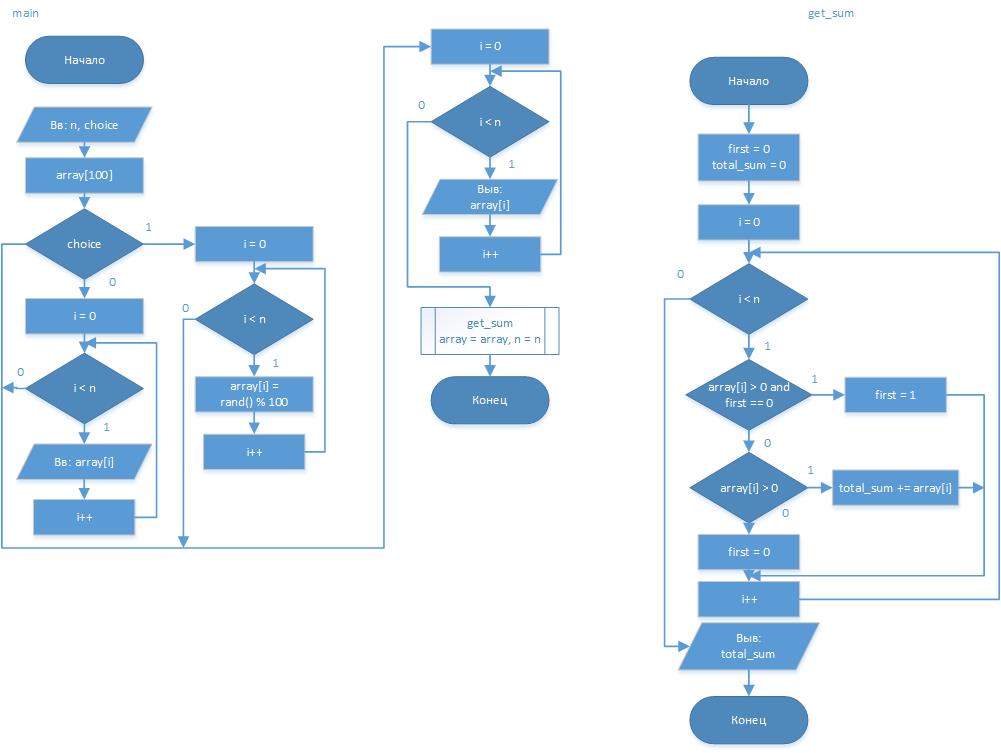 main
Начало
Вв: n, choice
array[100]
choice
1
0
i = 0
i < n
0
1
Вв: array[i]
i++
i = 0
i < n
0
1
array[i] =
rand() % 100
i++
i = 0
i < n
0
1
Выв:
array[i]
i++
get_sum
array = array, n = n
Конец
get_sum
Начало
first = 0
total_sum = 0
i = 0
i < n
0
1
array[i] > 0 and
first == 0
1
first = 1
0
array[i] > 0
1
total_sum += array[i]
0
first = 0
i++
Выв:
total_sum
Конец